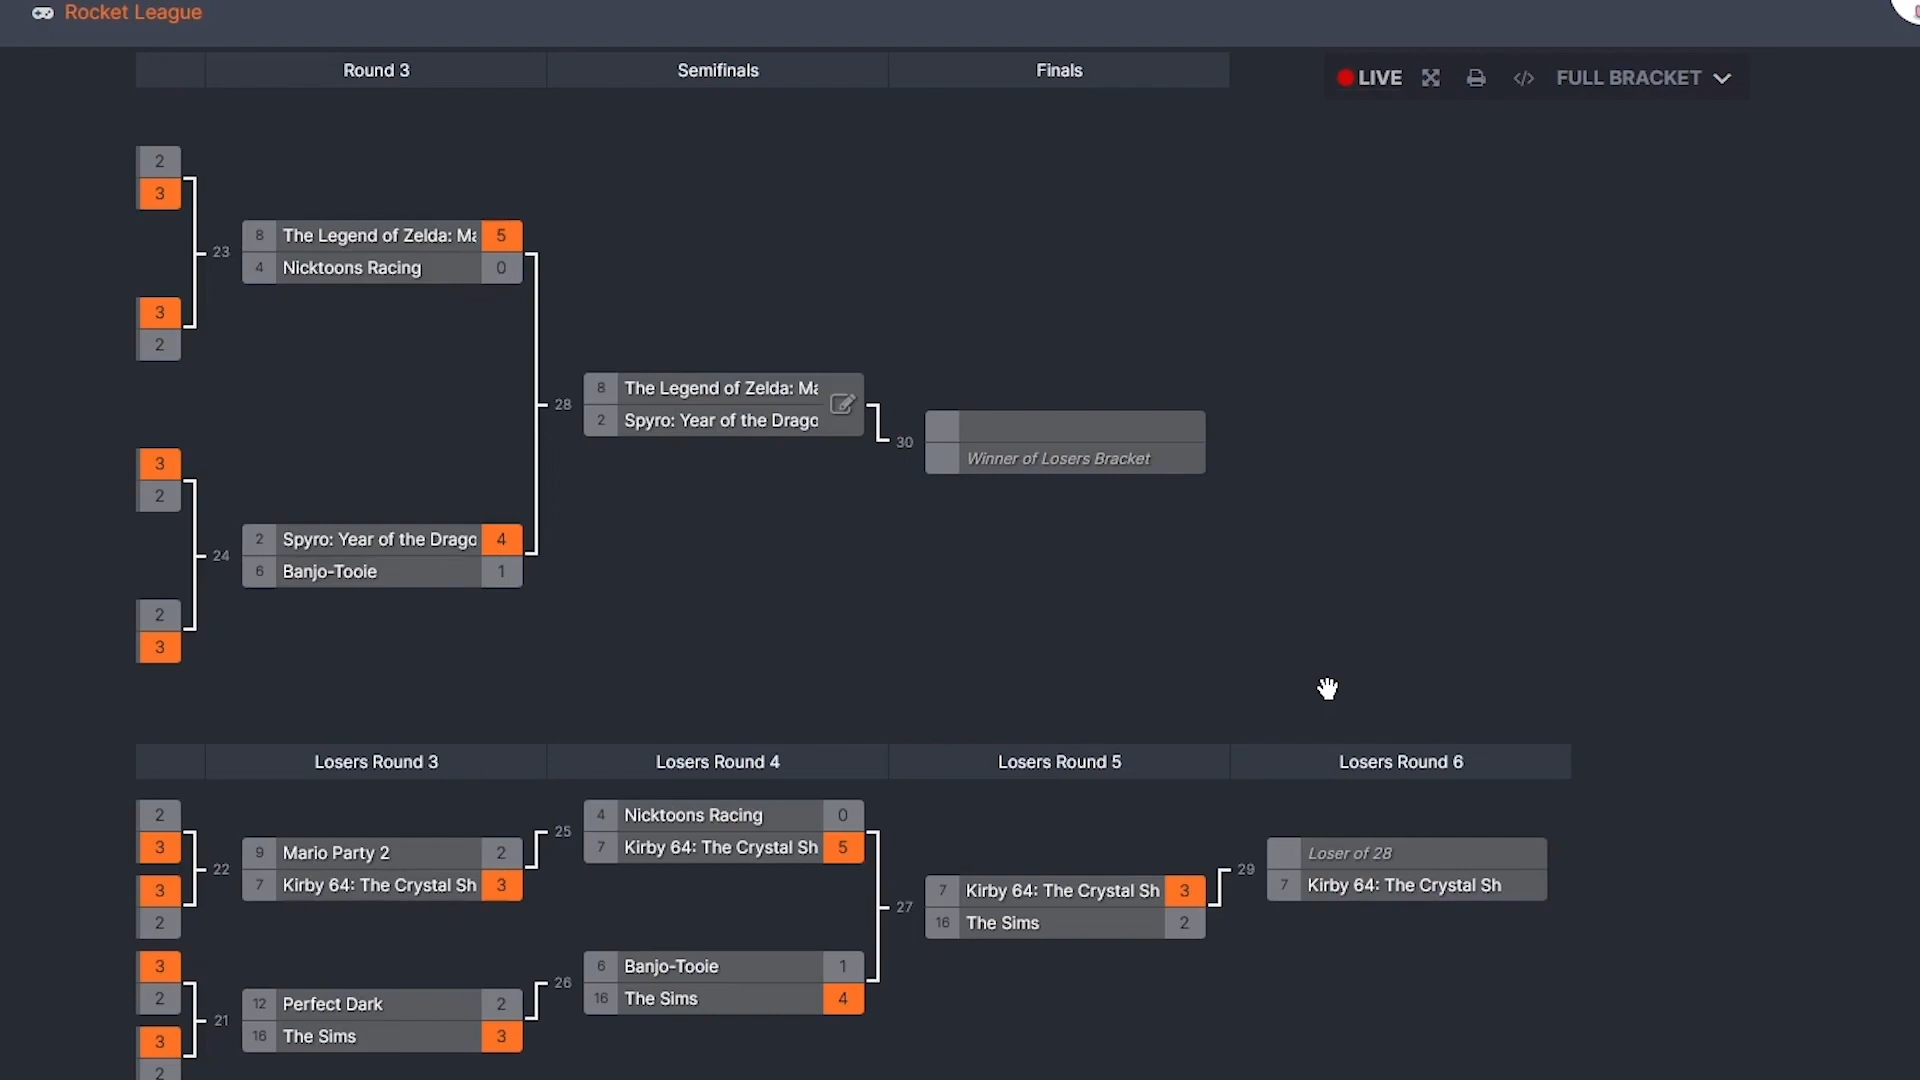 Rocket League
Round 3
Semifinals
Finals
LIVE
FULL BRACKET
2
3
3
2
23
8 The Legend of Zelda: Ma 5
4 Nicktoons Racing 0
3
2
2
3
24
2 Spyro: Year of the Drago 4
6 Banjo-Tooie 1
28
8 The Legend of Zelda: Ma
2 Spyro: Year of the Drago
30
Winner of Losers Bracket
Losers Round 3
Losers Round 4
Losers Round 5
Losers Round 6
2
3
3
2
22
9 Mario Party 2 2
7 Kirby 64: The Crystal Sh 3
3
2
3
2
21
12 Perfect Dark 2
16 The Sims 3
25
4 Nicktoons Racing 0
7 Kirby 64: The Crystal Sh 5
26
6 Banjo-Tooie 1
16 The Sims 4
27
7 Kirby 64: The Crystal Sh 3
16 The Sims 2
29
Loser of 28
7 Kirby 64: The Crystal Sh